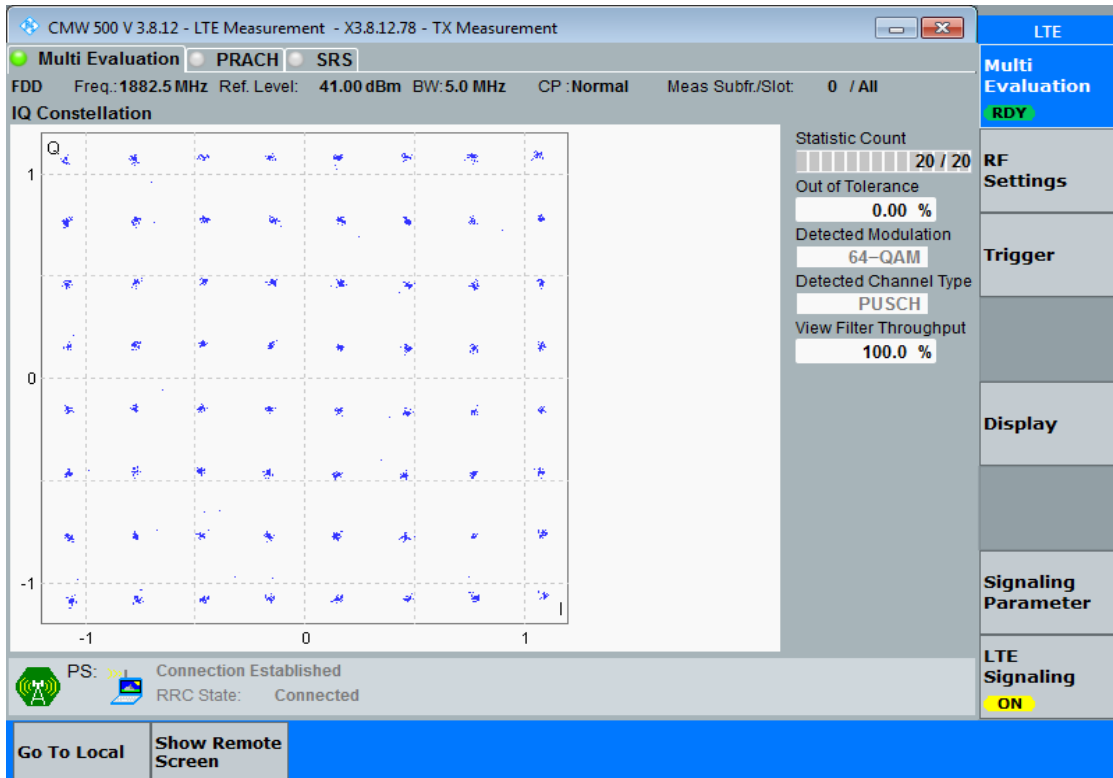 CMW 500 V 3.8.12 - LTE Measurement - X3.8.12.78 - TX Measurement
LTE
Multi Evaluation PRACH SRS
FDD Freq.:1882.5 MHz Ref. Level: 41.00 dBm BW:5.0 MHz CP :Normal Meas Subfr./Slot: 0 / All
IQ Constellation
Q
1
0
-1
-1 0 1
I
Statistic Count
20 / 20
Out of Tolerance
0.00 %
Detected Modulation
64-QAM
Detected Channel Type
PUSCH
View Filter Throughput
100.0 %
Multi
Evaluation
RDY
RF
Settings
Trigger
Display
Signaling
Parameter
LTE
Signaling
ON
PS: Connection Established
RRC State: Connected
Go To Local
Show Remote
Screen